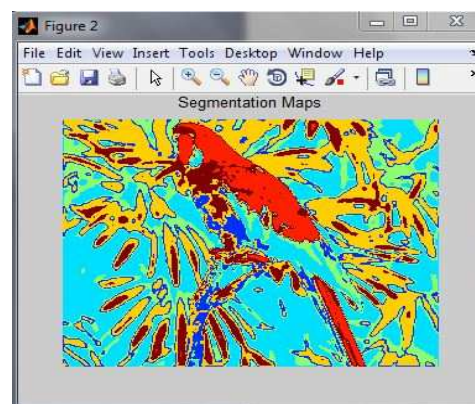 Figure 2
File Edit View Insert Tools Desktop Window Help
Segmentation Maps